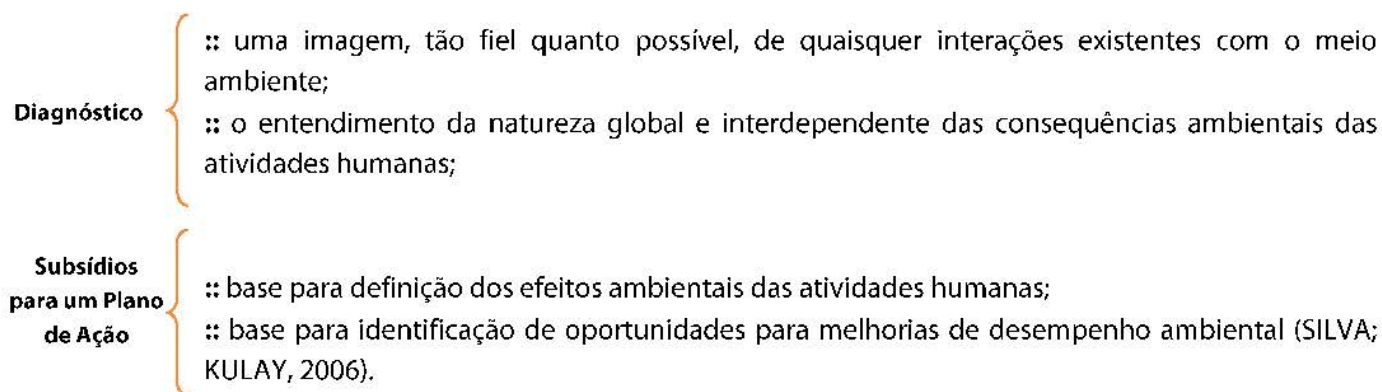 :: uma imagem, tão fiel quanto possível, de quaisquer interações existentes com o meio
ambiente;
Diagnóstico
:: o entendimento da natureza global e interdependente das consequências ambientais das
atividades humanas;
Subsídios
para um Plano
de Ação
:: base para definição dos efeitos ambientais das atividades humanas;
:: base para identificação de oportunidades para melhorias de desempenho ambiental (SILVA;
KULAY, 2006).